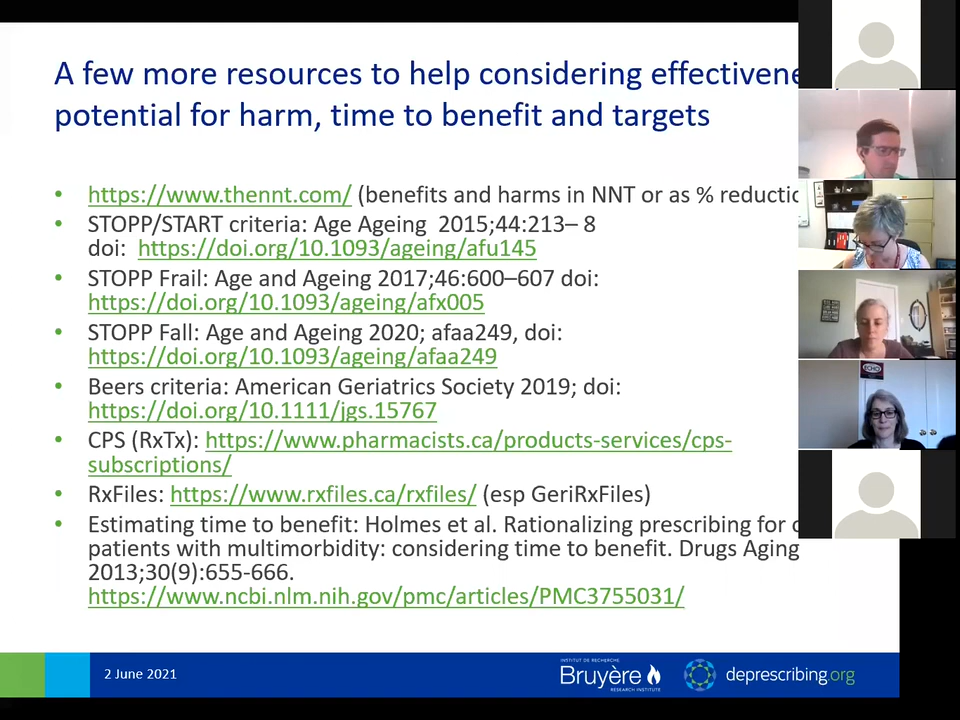 A few more resources to help considering
potential for harm, time to benefit and targets
• https://www.thennt.com/ (benefits and harms in NNT or as %
• STOPP/START criteria: Age Ageing 2015;44:213– 8
doi: https://doi.org/10.1093/ageing/afu145
• STOPP Frail: Age and Ageing 2017;46:600–607 doi:
https://doi.org/10.1093/ageing/afx005
• STOPP Fall: Age and Ageing 2020; afaa249, doi:
https://doi.org/10.1093/ageing/afaa249
• Beers criteria: American Geriatrics Society 2019; doi:
https://doi.org/10.1111/jgs.15767
• CPS (RxTx): https://www.pharmacists.ca/products-services/cps-
subscriptions/
• RxFiles: https://www.rxfiles.ca/rxfiles/ (esp GeriRxFiles)
• Estimating time to benefit: Holmes et al. Rationalizing prescribing for
patients with multimorbidity: considering time to benefit. Drugs Aging
2013;30(9):655-666.
https://www.ncbi.nlm.nih.gov/pmc/articles/PMC3755031/
2 June 2021
INSTITUT DE RECHERCHE
Bruyère
RESEARCH INSTITUTE
deprescribing.org